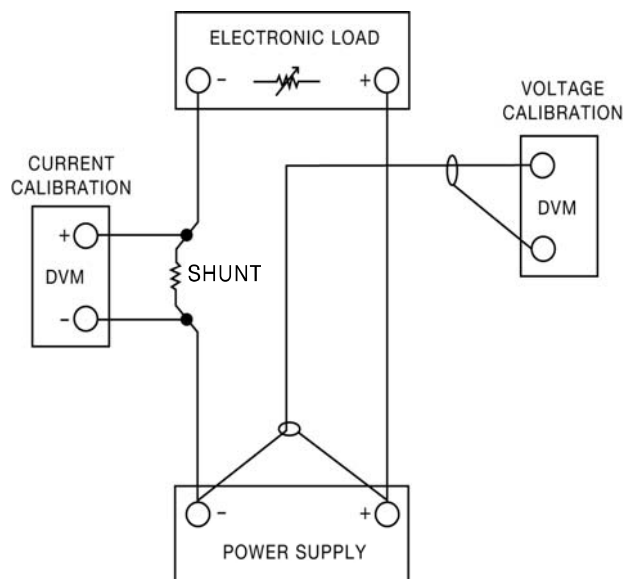 ELECTRONIC LOAD
- +
VOLTAGE
CALIBRATION
DVM
CURRENT
CALIBRATION
+
DVM
-
SHUNT
- +
POWER SUPPLY